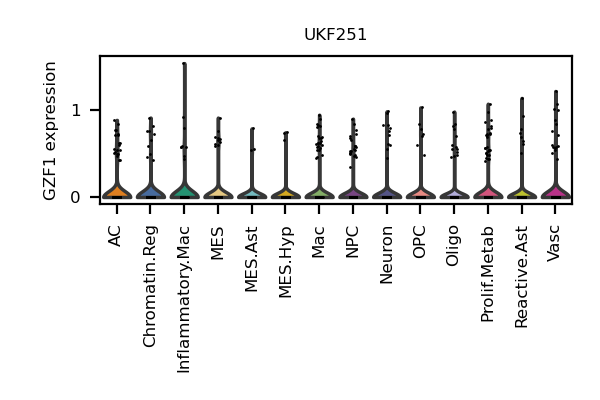 UKF251
GZF1 expression
1
0
AC
Chromatin.Reg
Inflammatory.Mac
MES
MES.Ast
MES.Hyp
Mac
NPC
Neuron
OPC
Oligo
Prolif.Metab
Reactive.Ast
Vasc